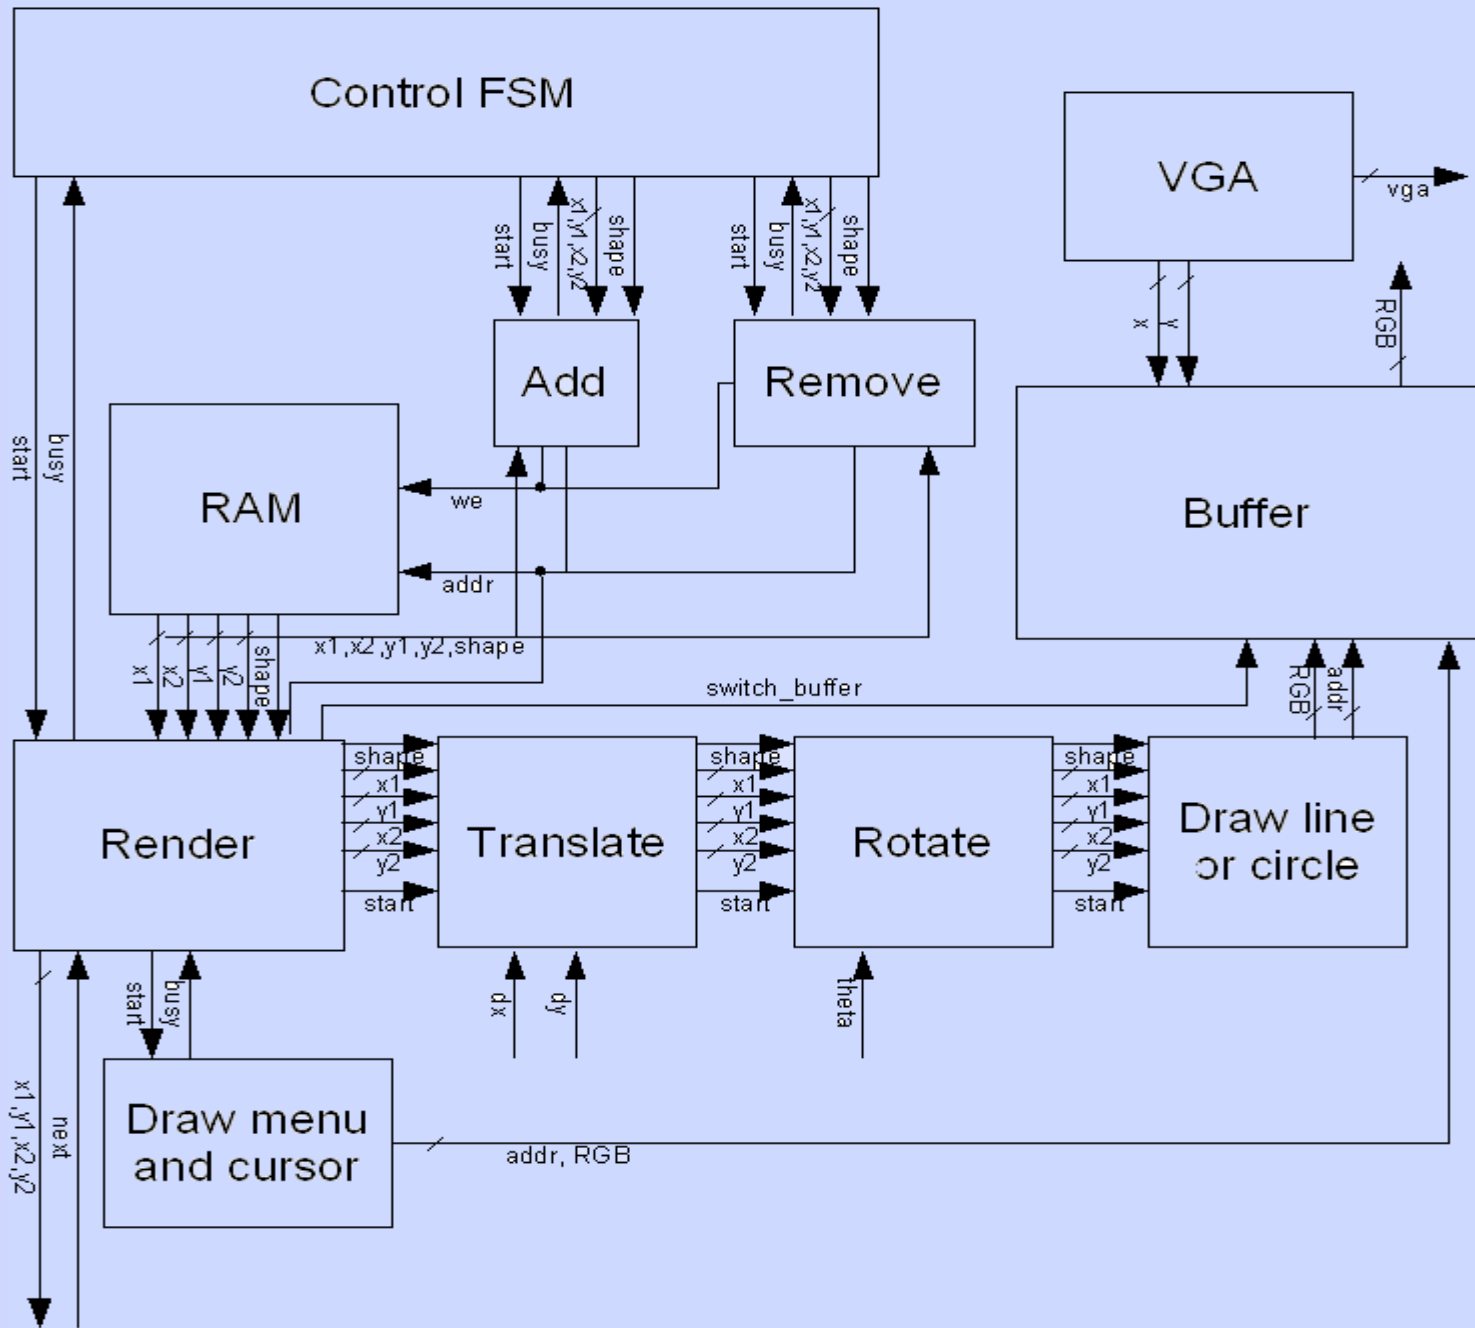 Control FSM
VGA
vga
start
busy
x1,y1,x2,y2
shape
start
busy
x1,y1,x2,y2
shape
x
y
RGB
Add
Remove
start
busy
RAM
we
Buffer
addr
x1,x2,y1,y2,shape
x1
x2
y1
y2
shape
switch_buffer
RGB
addr
Render
shape
x1
y1
x2
y2
start
Translate
shape
x1
y1
x2
y2
start
Rotate
shape
x1
y1
x2
y2
start
Draw line
or circle
start
busy
dx
dy
theta
x1,y1,x2,y2
next
Draw menu
and cursor
addr, RGB